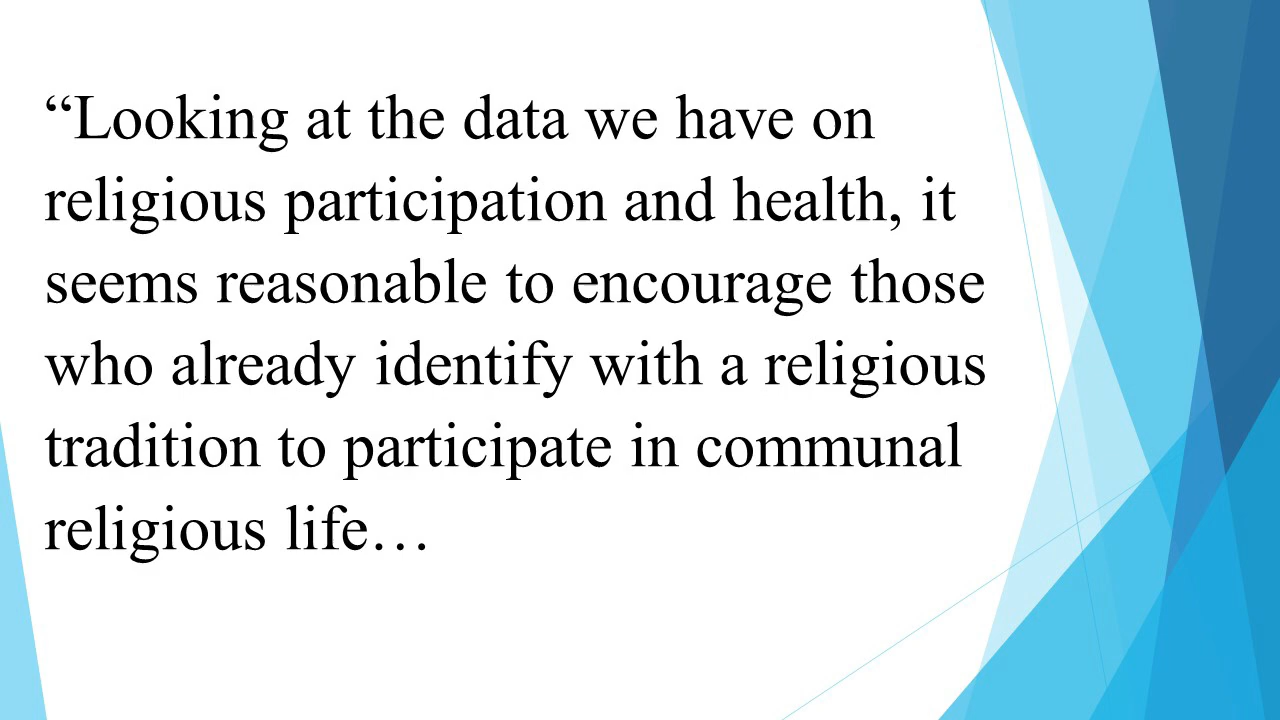 “Looking at the data we have on
religious participation and health, it
seems reasonable to encourage those
who already identify with a religious
tradition to participate in communal
religious life…